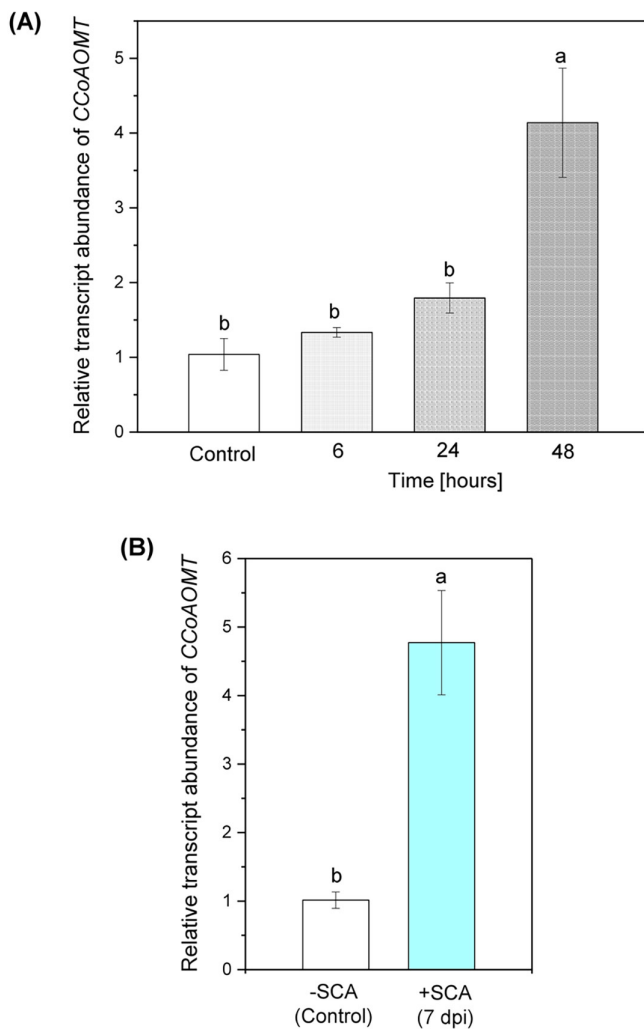 (A)
Relative transcript abundance of CCoAOMT
5
4
3
2
1
0
b
b
b
a
Control
6
24
48
Time [hours]
(B)
Relative transcript abundance of CCoAOMT
6
5
4
3
2
1
0
b
a
-SCA
(Control)
+SCA
(7 dpi)